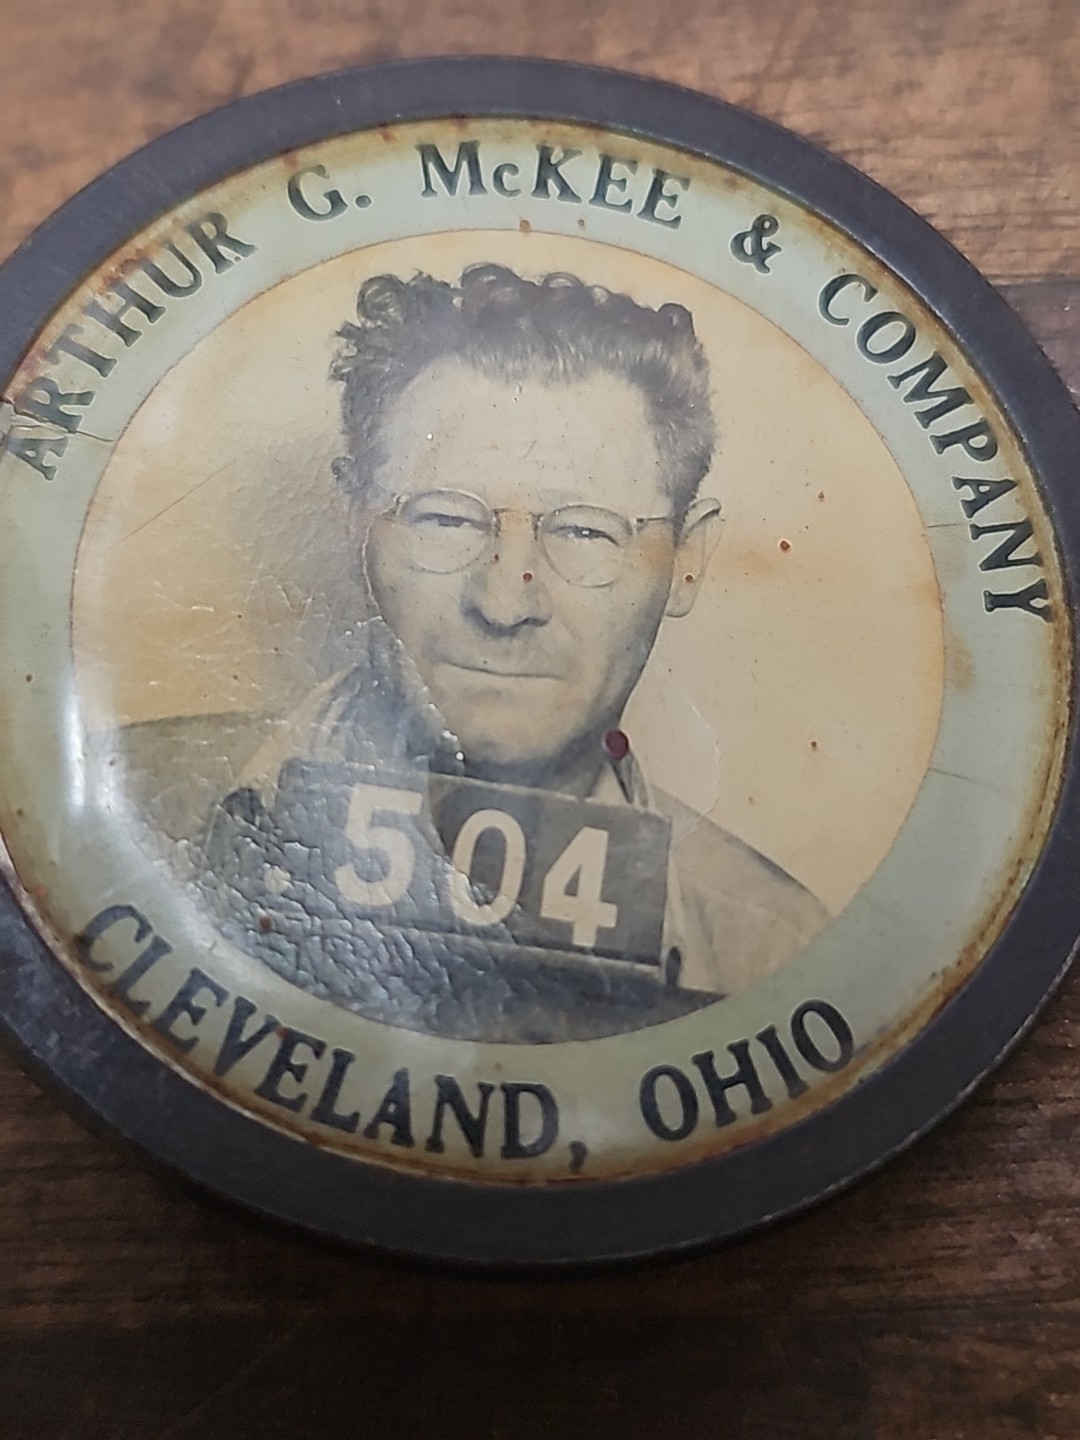 ARTHUR G. McKEE & COMPANY
504
CLEVELAND, OHIO